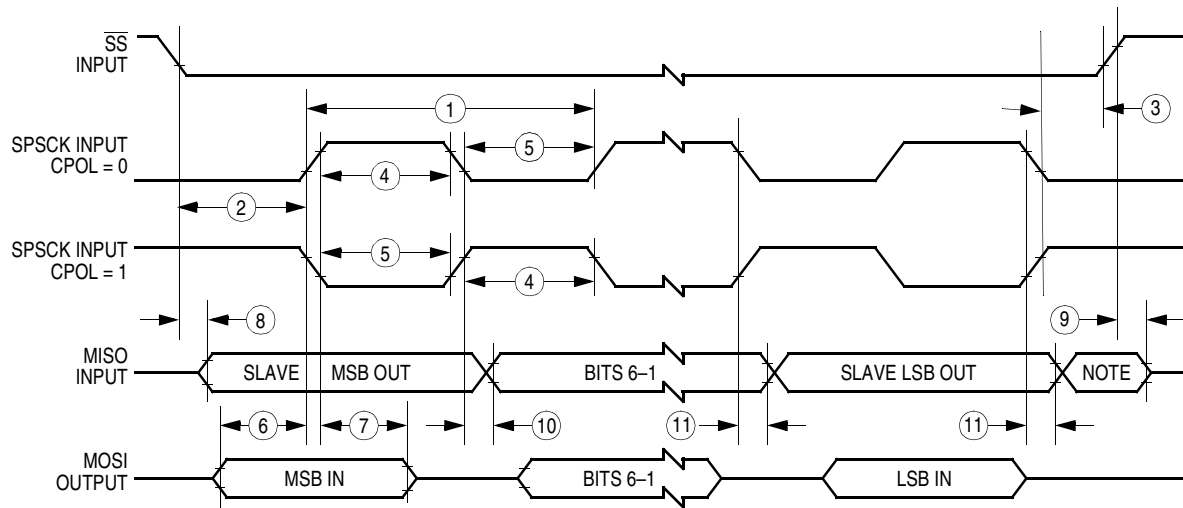 SS
INPUT
1
3
SPSCK INPUT
CPOL = 0
5
4
2
SPSCK INPUT
CPOL = 1
5
4
8
9
MISO
INPUT
SLAVE MSB OUT
BITS 6–1
SLAVE LSB OUT
NOTE
6
7
10
11
11
MOSI
OUTPUT
MSB IN
BITS 6–1
LSB IN